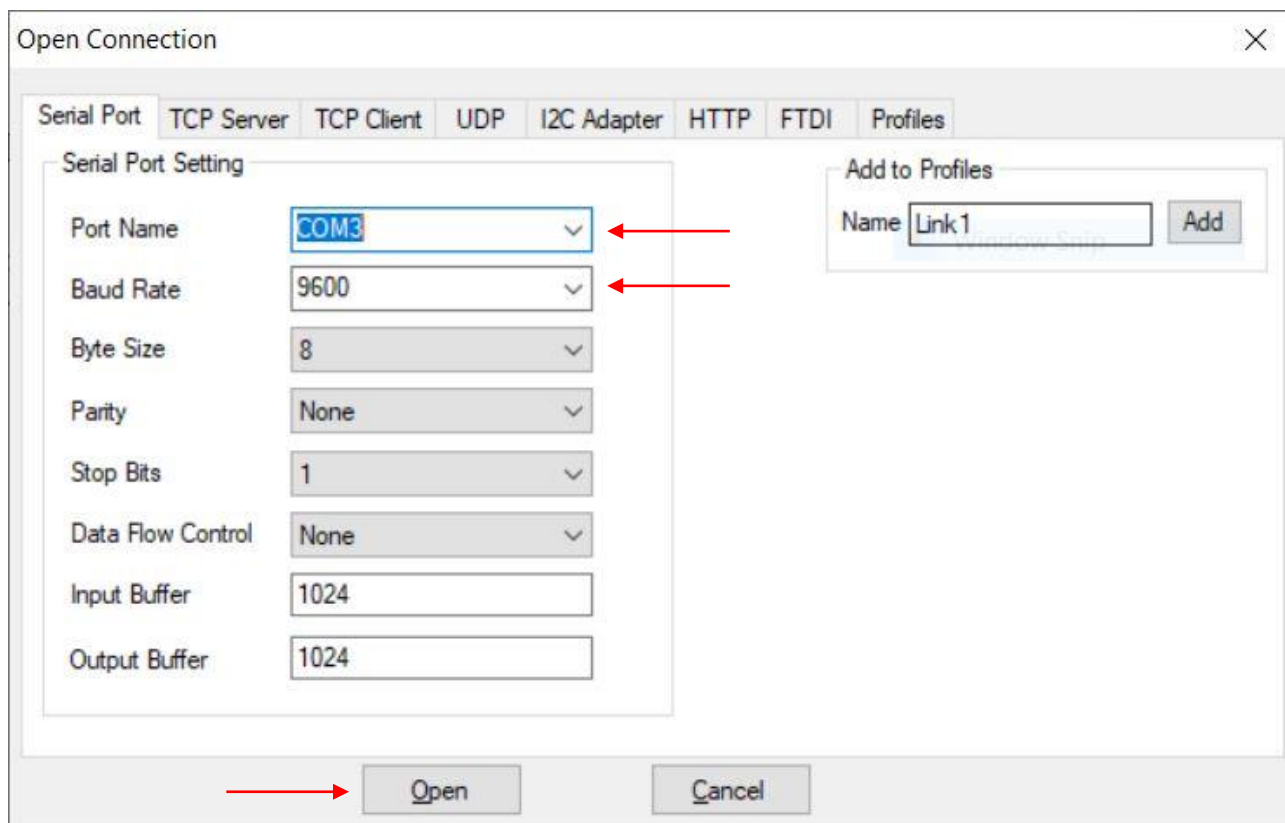 Open Connection
Serial Port TCP Server TCP Client UDP I2C Adapter HTTP FTDI Profiles
Serial Port Setting
Port Name COM3
Baud Rate 9600
Byte Size 8
Parity None
Stop Bits 1
Data Flow Control None
Input Buffer 1024
Output Buffer 1024
Add to Profiles
Name Link1 Add
Window Snip
Open Cancel